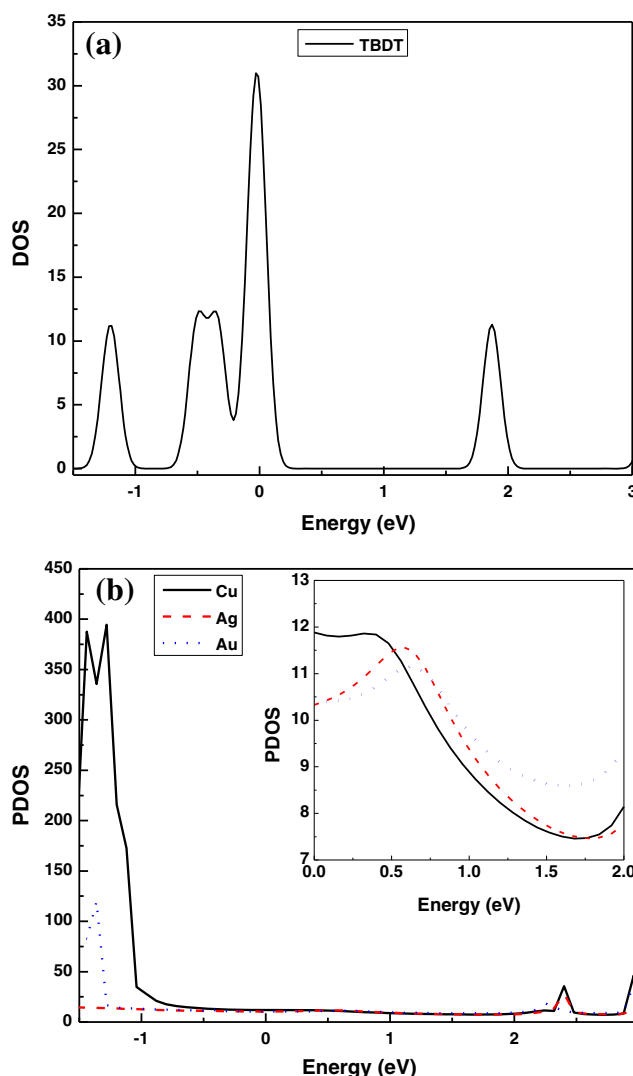 (a)
TBDT
35
30
25
20
15
10
5
0
DOS
-1 0 1 2 3
Energy (eV)
(b)
Cu
Ag
Au
450
400
350
300
250
200
150
100
50
0
PDOS
-1 0 1 2
Energy (eV)
13
12
11
10
9
8
7
PDOS
0.0 0.5 1.0 1.5 2.0
Energy (eV)